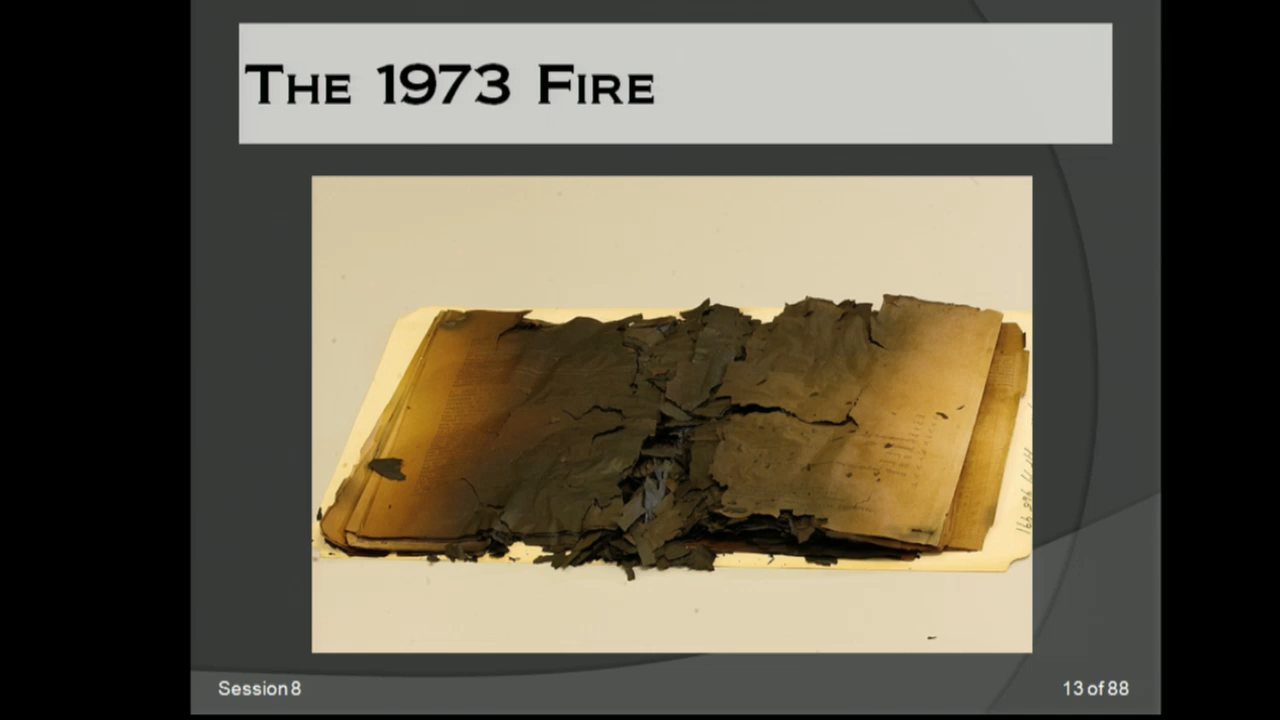 The 1973 Fire
Session 8
13 of 88